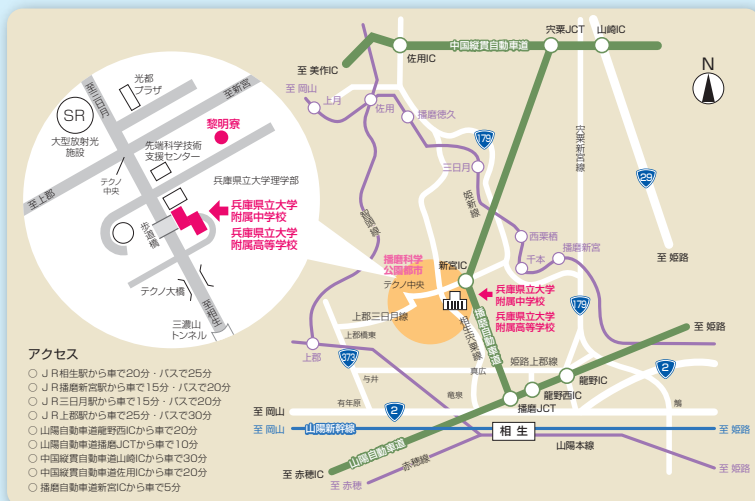 至三日月
光都
プラザ
至新宮
SR
大型放射光
施設
黎明寮
先端科学技術
支援センター
テクノ
中央
兵庫県立大学理学部
至上郡
歩道橋
兵庫県立大学
附属中学校
兵庫県立大学
附属高等学校
テクノ大橋
至相生
三濃山
トンネル
宍粟JCT
山崎IC
中国縦貫自動車道
佐用IC
至 美作IC
N
至 岡山
上月
佐用
播磨徳久
179
宍粟新宮線
三日月
29
姫新線
智頭線
西栗栖
播磨新宮
千本
至 姫路
播磨科学
公園都市
新宮IC
テクノ中央
兵庫県立大学
附属中学校
兵庫県立大学
附属高等学校
179
上郡三日月線
相生宍粟線
播磨自動車道
上郡橋東
至 姫路
上郡
373
姫路上郡線
2
真広
与井
龍野IC
龍野西IC
竜泉
有年原
播磨JCT
至 岡山
2
鵤
至 岡山
山陽新幹線
相 生
至 姫路
山陽自動車道
山陽本線
赤穂線
至 赤穂IC
至 赤穂
至 姫路
アクセス
○ ＪＲ相生駅から車で20分・バスで25分
○ ＪＲ播磨新宮駅から車で15分・バスで20分
○ ＪＲ三日月駅から車で15分・バスで20分
○ ＪＲ上郡駅から車で25分・バスで30分
○ 山陽自動車道龍野西ICから車で20分
○ 山陽自動車道播磨JCTから車で10分
○ 中国縦貫自動車道山崎ICから車で30分
○ 中国縦貫自動車道佐用ICから車で20分
○ 播磨自動車道新宮ICから車で5分